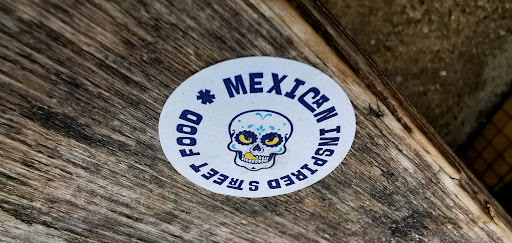 * MEXICAN INSPIRED STREET FOOD